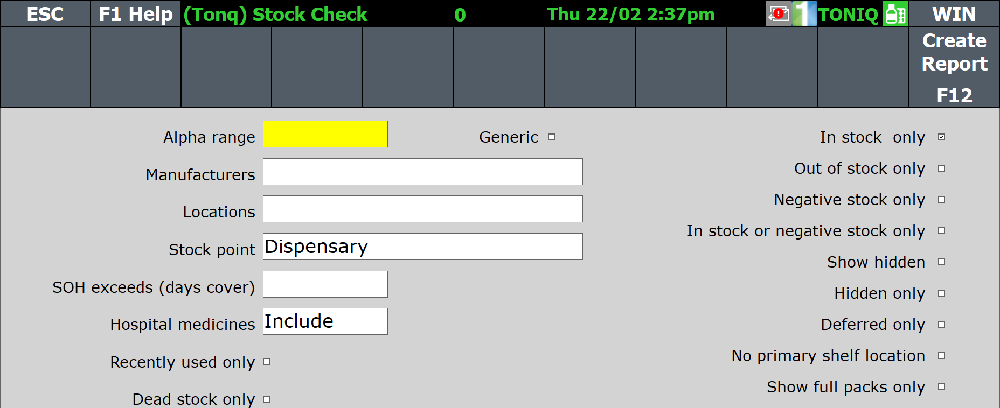 ESC F1 Help (Tonq) Stock Check 0 Thu 22/02 2:37pm 1 TONIQ WIN
Create
Report
F12
Alpha range Generic In stock only
Out of stock only
Manufacturers
Negative stock only
Locations
In stock or negative stock only
Stock point Dispensary
Show hidden
SOH exceeds (days cover)
Hidden only
Hospital medicines Include
Deferred only
Recently used only
No primary shelf location
Show full packs only
Dead stock only